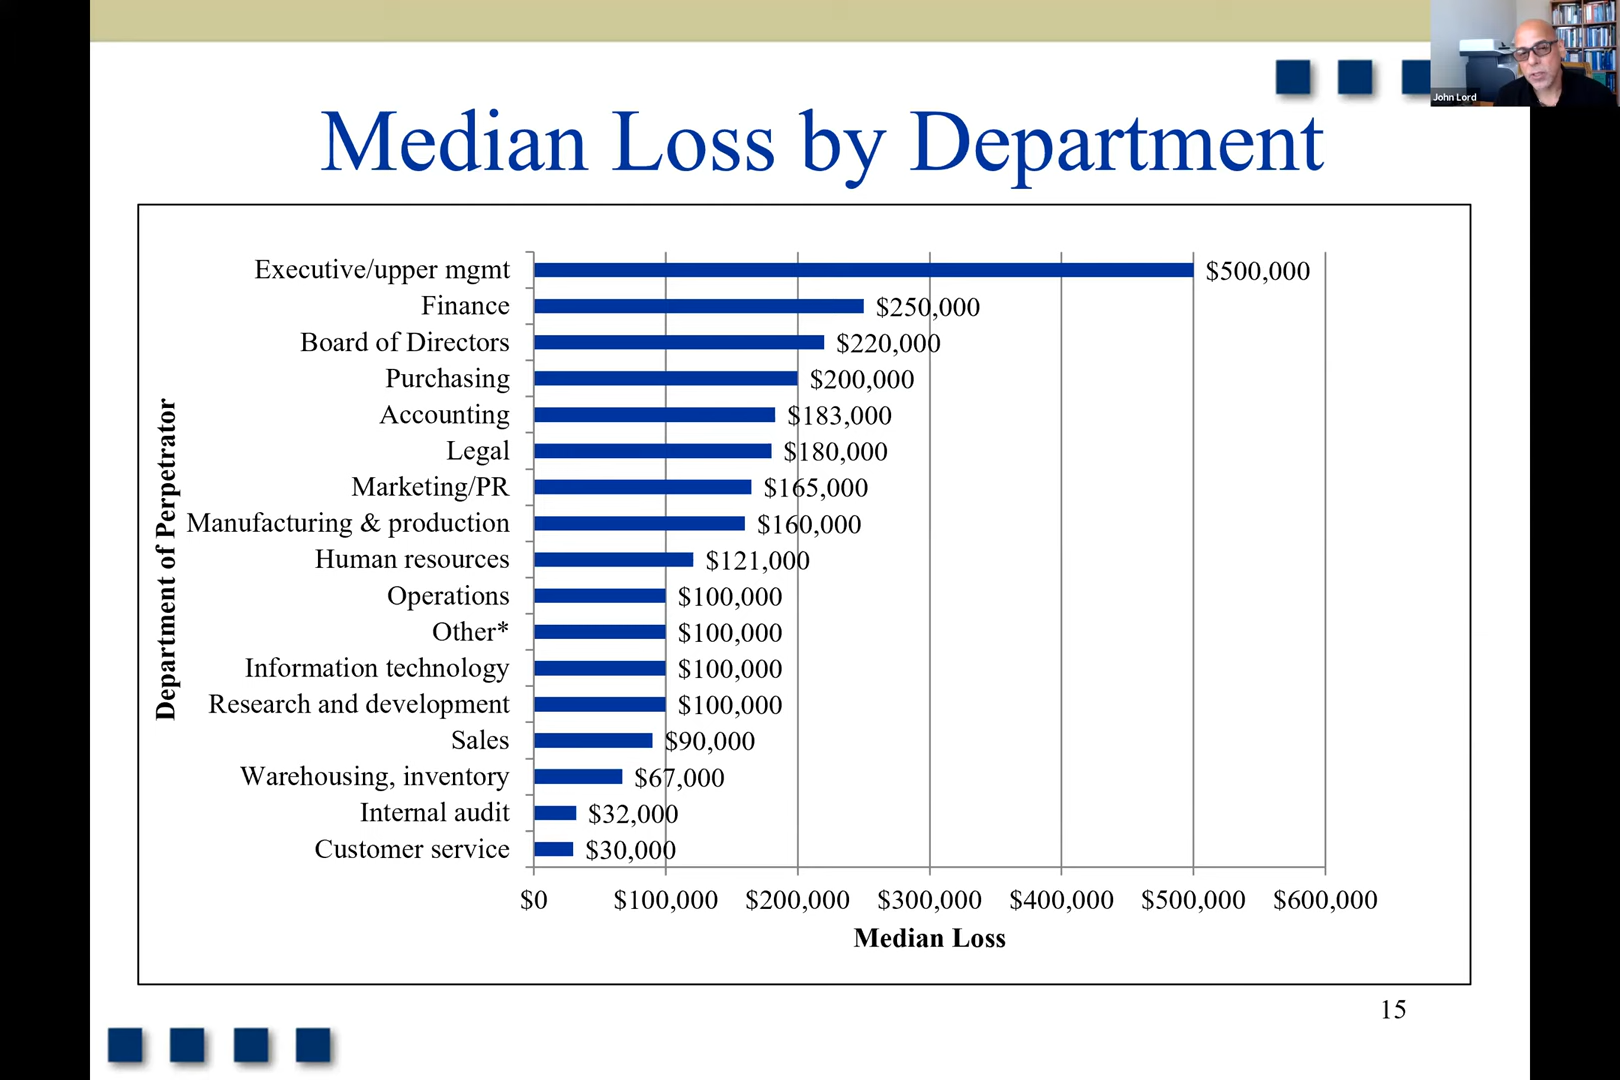 John Lord
Median Loss by Department
Department of Perpetrator
Executive/upper mgmt $500,000
Finance $250,000
Board of Directors $220,000
Purchasing $200,000
Accounting $183,000
Legal $180,000
Marketing/PR $165,000
Manufacturing & production $160,000
Human resources $121,000
Operations $100,000
Other* $100,000
Information technology $100,000
Research and development $100,000
Sales $90,000
Warehousing, inventory $67,000
Internal audit $32,000
Customer service $30,000
$0 $100,000 $200,000 $300,000 $400,000 $500,000 $600,000
Median Loss
15